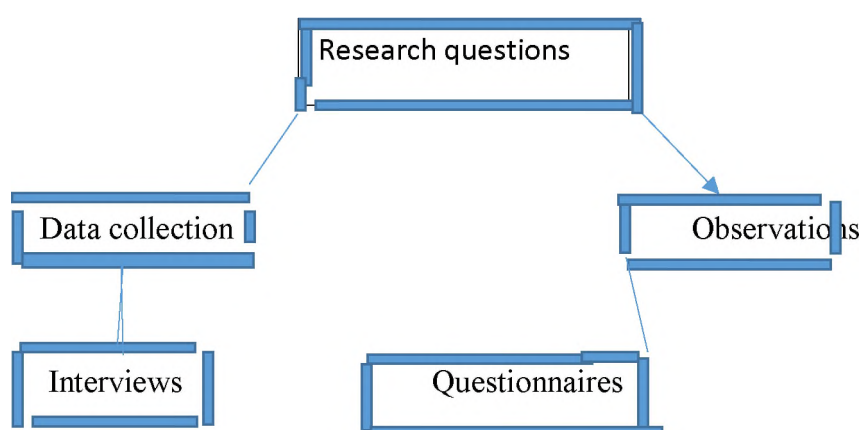 Research questions
Data collection
Observations
Interviews
Questionnaires